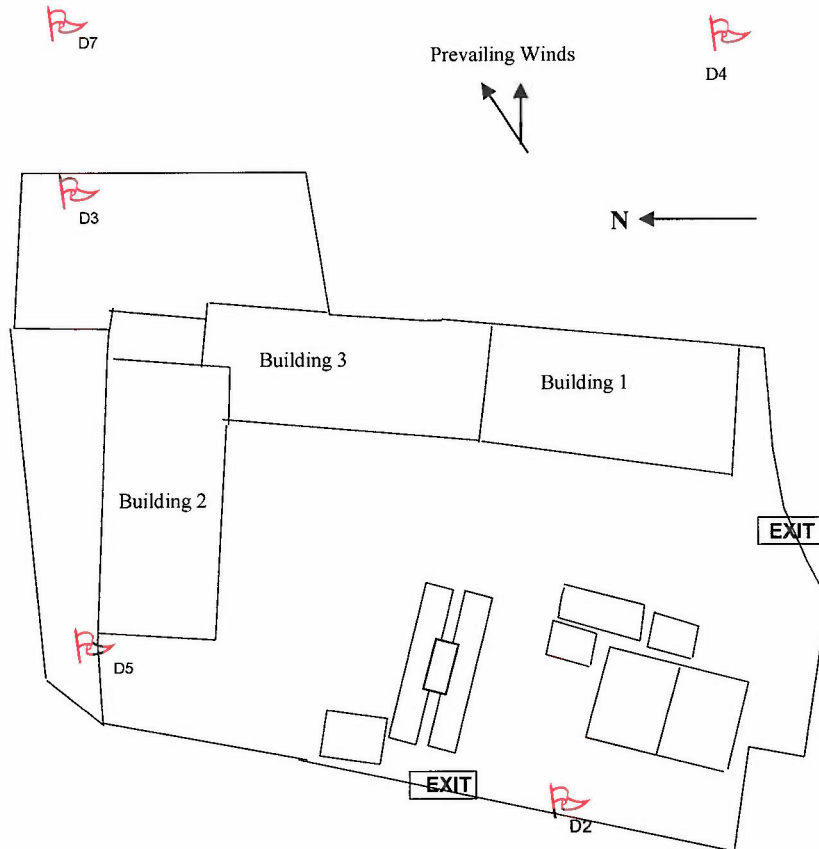 D7
D4
Prevailing Winds
D3
N
Building 3
Building 1
Building 2
EXIT
D5
EXIT
D2